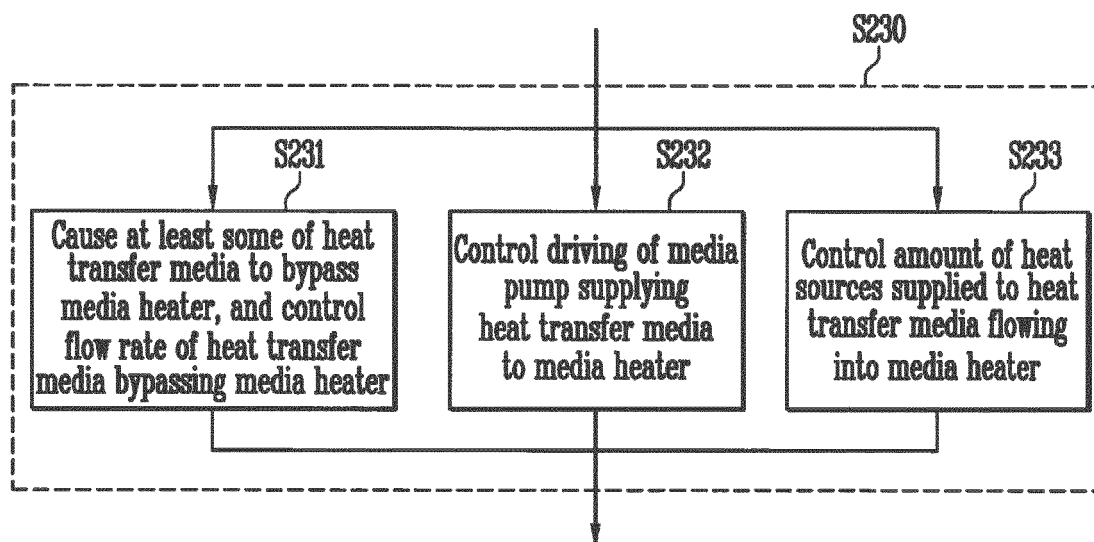 S230
S231
Cause at least some of heat
transfer media to bypass
media heater, and control
flow rate of heat transfer
media bypassing media heater
S232
Control driving of media
pump supplying
heat transfer media
to media heater
S233
Control amount of heat
sources supplied to heat
transfer media flowing
into media heater